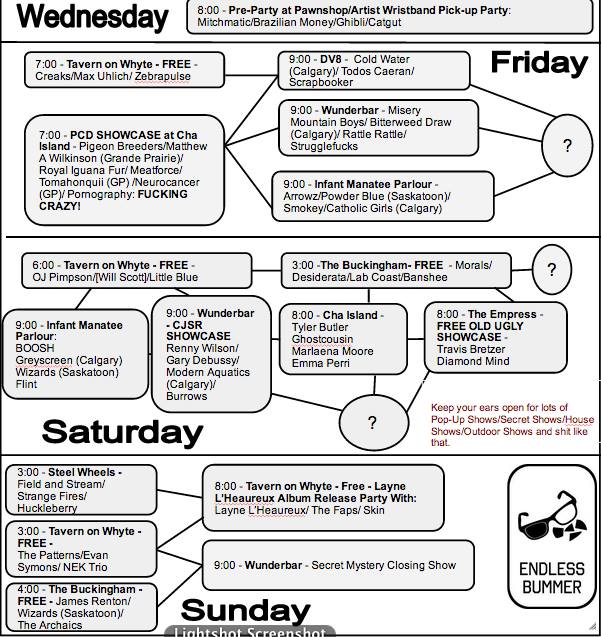 Wednesday
8:00 - Pre-Party at Pawnshop/Artist Wristband Pick-up Party:
Mitchmatic/Brazilian Money/Ghibli/Catgut
Friday
7:00 - Tavern on Whyte - FREE -
Creaks/Max Uhlich/ Zebrapulse
9:00 - DV8 - Cold Water
(Calgary)/ Todos Caeran/
Scrapbooker
7:00 - PCD SHOWCASE at Cha
Island - Pigeon Breeders/Matthew
A Wilkinson (Grande Prairie)/
Royal Iguana Fur/ Meatforce/
Tomahonquii (GP) /Neurocancer
(GP)/ Pornography: FUCKING
CRAZY!
9:00 - Wunderbar - Misery
Mountain Boys/ Bitterweed Draw
(Calgary)/ Rattle Rattle/
Strugglefucks
?
9:00 - Infant Manatee Parlour -
Arrowz/Powder Blue (Saskatoon)/
Smokey/Catholic Girls (Calgary)
6:00 - Tavern on Whyte - FREE -
OJ Pimpson/[Will Scott]/Little Blue
3:00 -The Buckingham- FREE - Morals/
Desiderata/Lab Coast/Banshee
?
9:00 - Infant Manatee
Parlour:
BOOSH
Greyscreen (Calgary)
Wizards (Saskatoon)
Flint
9:00 - Wunderbar
- CJSR
SHOWCASE
Renny Wilson/
Gary Debussy/
Modern Aquatics
(Calgary)/
Burrows
8:00 - Cha Island -
Tyler Butler
Ghostcousin
Marlaena Moore
Emma Perri
8:00 - The Empress -
FREE OLD UGLY
SHOWCASE -
Travis Bretzer
Diamond Mind
?
Saturday
Keep your ears open for lots of
Pop-Up Shows/Secret Shows/House
Shows/Outdoor Shows and shit like
that.
3:00 - Steel Wheels -
Field and Stream/
Strange Fires/
Huckleberry
8:00 - Tavern on Whyte - Free - Layne
L'Heareux Album Release Party With:
Layne L'Heareux/ The Faps/ Skin
3:00 - Tavern on Whyte -
FREE -
The Patterns/Evan
Symons/ NEK Trio
9:00 - Wunderbar - Secret Mystery Closing Show
4:00 - The Buckingham -
FREE - James Renton/
Wizards (Saskatoon)/
The Archaics
Sunday
ENDLESS
BUMMER
Lightshot Screenshot